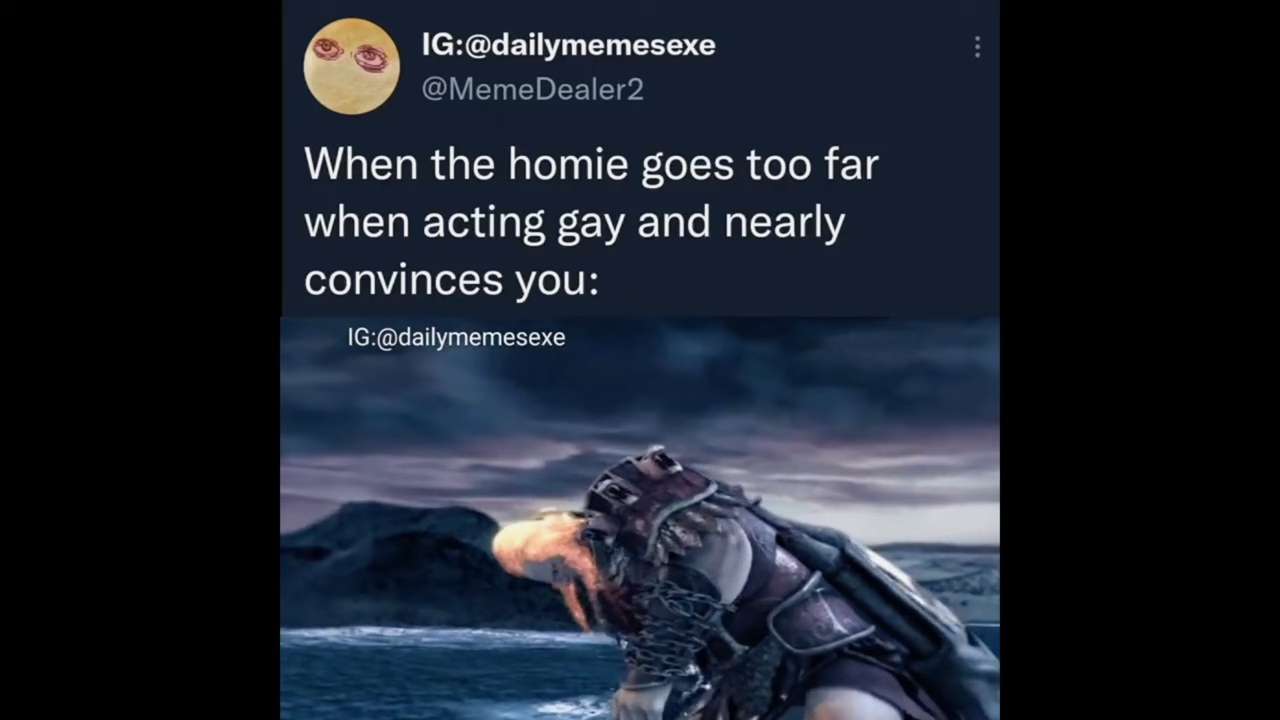 IG:@dailymemesexe
@MemeDealer2
When the homie goes too far
when acting gay and nearly
convinces you:
IG:@dailymemesexe